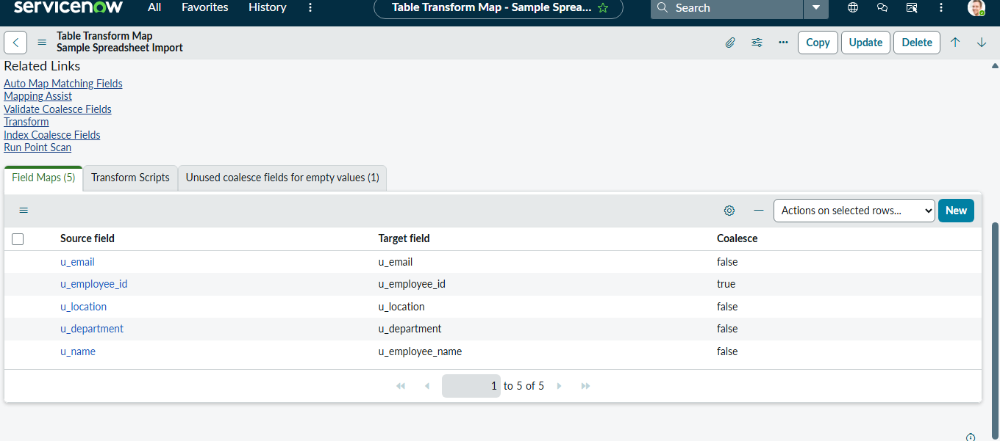 servicenow All Favorites History Table Transform Map - Sample Sprea... Search
Table Transform Map
Sample Spreadsheet Import
Copy Update Delete
Related Links
Auto Map Matching Fields
Mapping Assist
Validate Coalesce Fields
Transform
Index Coalesce Fields
Run Point Scan
Field Maps (5) Transform Scripts Unused coalesce fields for empty values (1)
Actions on selected rows... New
Source field Target field Coalesce
u_email u_email false
u_employee_id u_employee_id true
u_location u_location false
u_department u_department false
u_name u_employee_name false
1 to 5 of 5